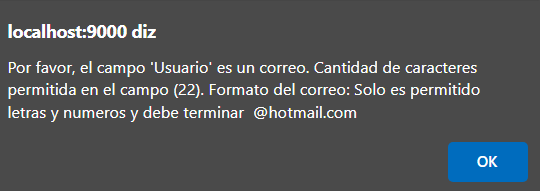 localhost:9000 diz
Por favor, el campo 'Usuario' es un correo. Cantidad de caracteres
permitida en el campo (22). Formato del correo: Solo es permitido
letras y numeros y debe terminar  @hotmail.com
OK